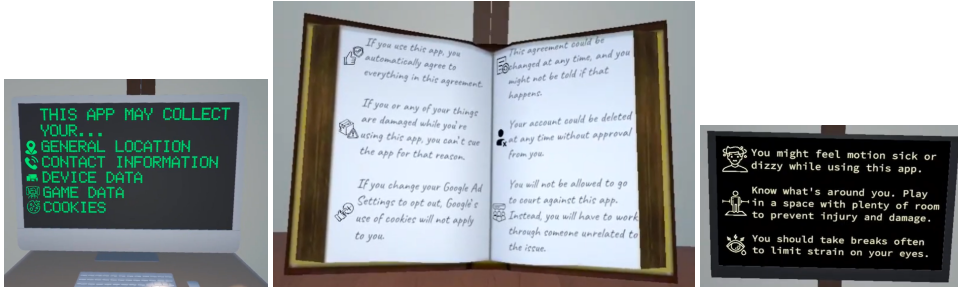 THIS APP MAY COLLECT
YOUR...
GENERAL LOCATION
CONTACT INFORMATION
DEVICE DATA
GAME DATA
COOKIES
If you use this app, you
automatically agree to
everything in this agreement.
If you or any of your things
are damaged while you're
using this app, you can't sue
the app for that reason.
If you change your Google Ad
Settings to opt out, Google's
use of cookies will not apply
to you.
This agreement could be
changed at any time, and you
might not be told if that
happens.
Your account could be deleted
at any time without approval
from you.
You will not be allowed to go
to court against this app.
Instead, you will have to work
through someone unrelated to
the issue.
You might feel motion sick or
dizzy while using this app.
Know what's around you. Play
in a space with plenty of room
to prevent injury and damage.
You should take breaks often
to limit strain on your eyes.